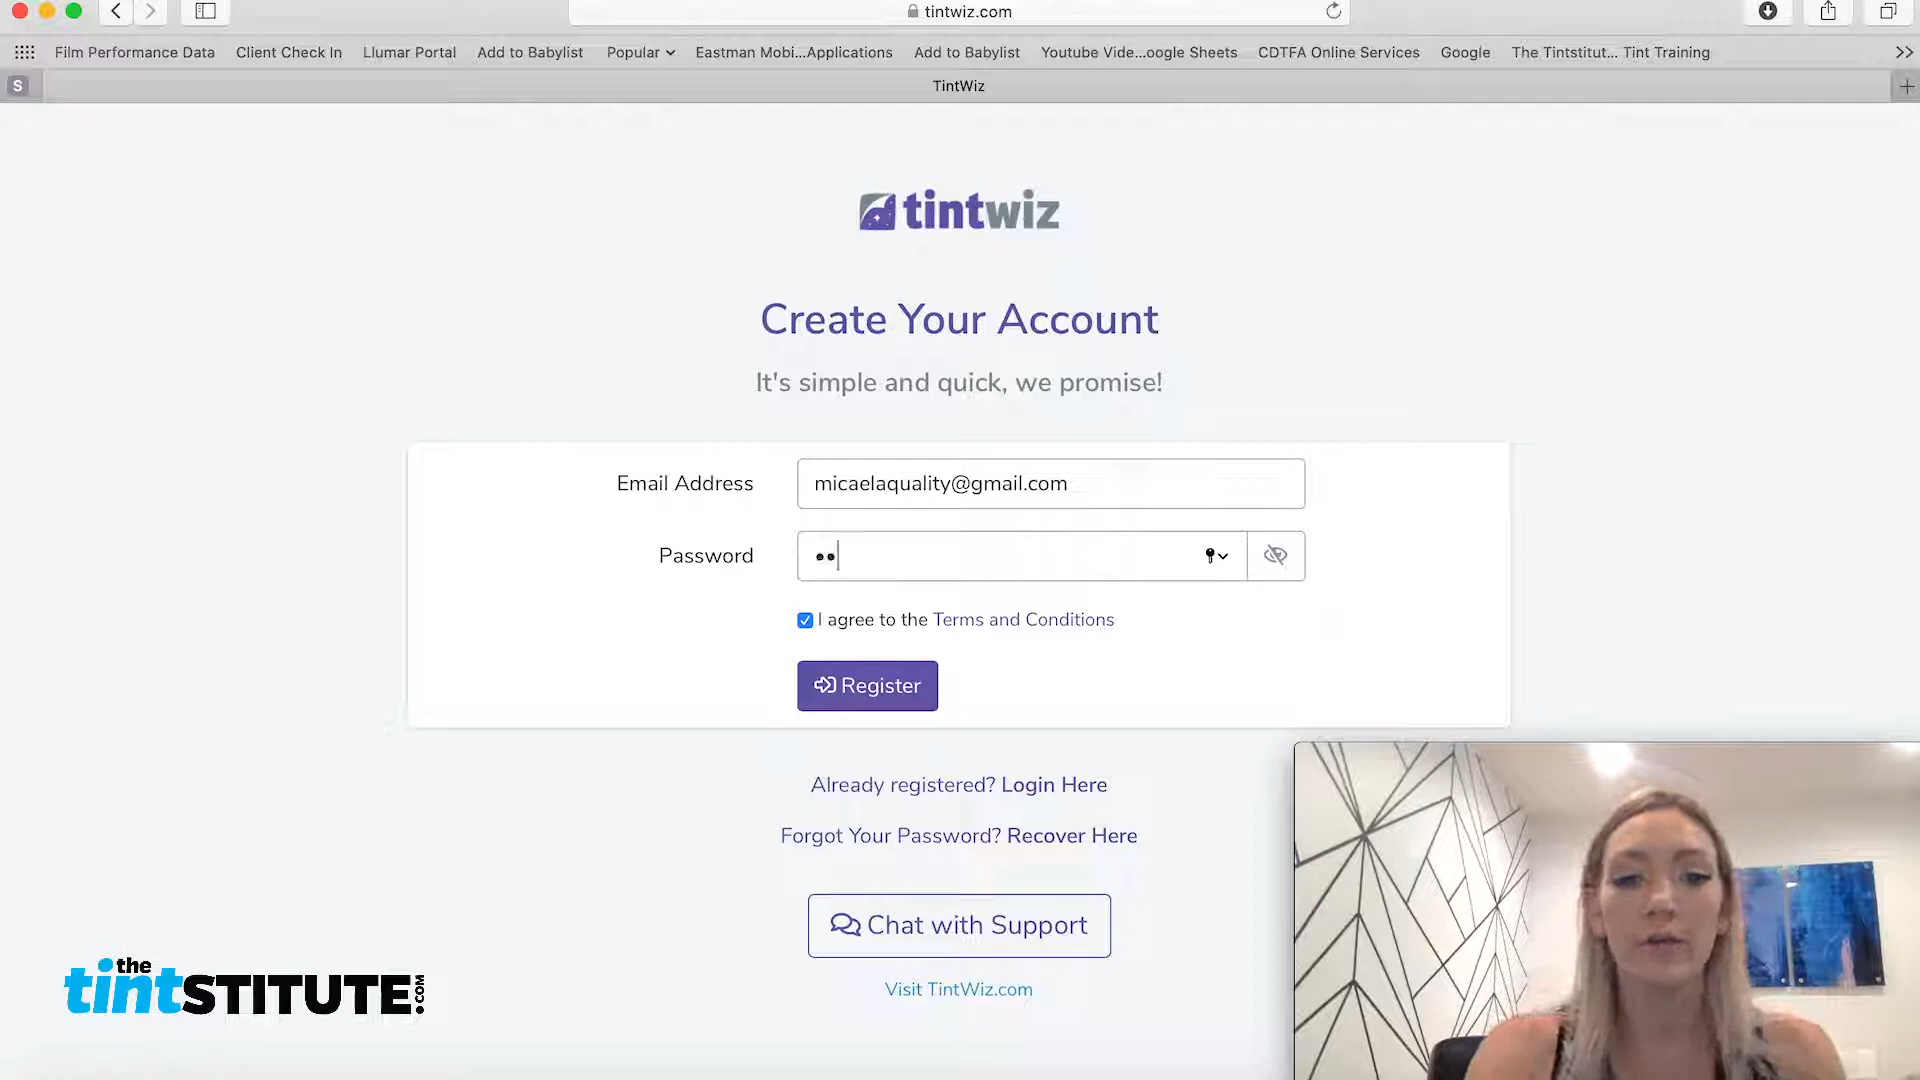 tintwiz.com
Film Performance Data Client Check In Llumar Portal Add to Babylist Popular Eastman Mobi...Applications Add to Babylist Youtube Vide...oogle Sheets CDTFA Online Services Google The Tintstitut... Tint Training
S TintWiz
tintwiz
Create Your Account
It's simple and quick, we promise!
Email Address micaelaquality@gmail.com
Password
I agree to the Terms and Conditions
Register
Already registered? Login Here
Forgot Your Password? Recover Here
Chat with Support
Visit TintWiz.com
the
tintSTITUTE.COM